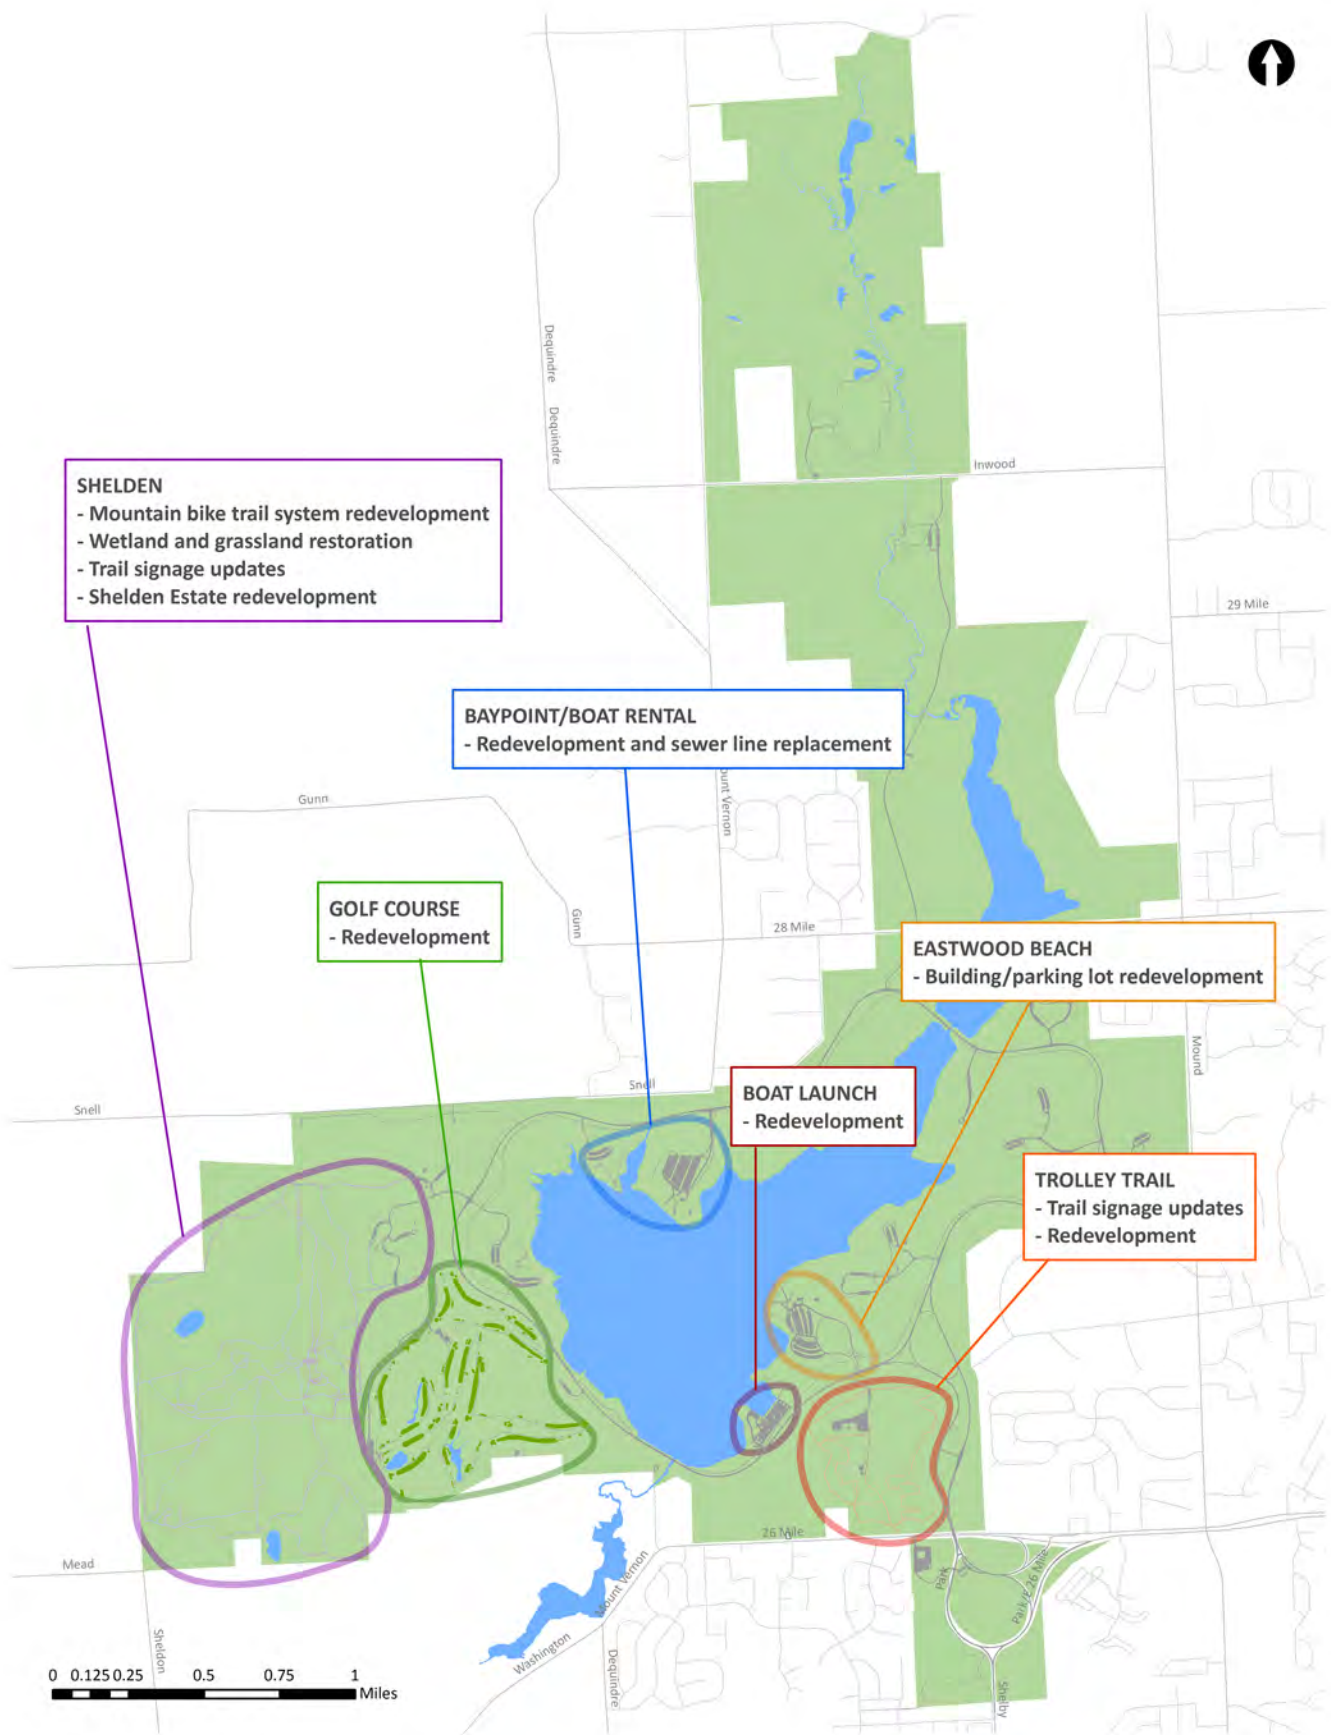 Dequindre
Dequindre
Inwood
SHELDEN
- Mountain bike trail system redevelopment
- Wetland and grassland restoration
- Trail signage updates
- Shelden Estate redevelopment
29 Mile
BAYPOINT/BOAT RENTAL
- Redevelopment and sewer line replacement
ount Vernon
Gunn
GOLF COURSE
- Redevelopment
Gunn
28 Mile
EASTWOOD BEACH
- Building/parking lot redevelopment
Mound
Snell
Snell
BOAT LAUNCH
- Redevelopment
TROLLEY TRAIL
- Trail signage updates
- Redevelopment
26 Mile
Mead
Mount Vernon
Park
Park/E 26 Mile
Sheldon
Washington
Dequindre
Shelby
0 0.125 0.25 0.5 0.75 1
Miles